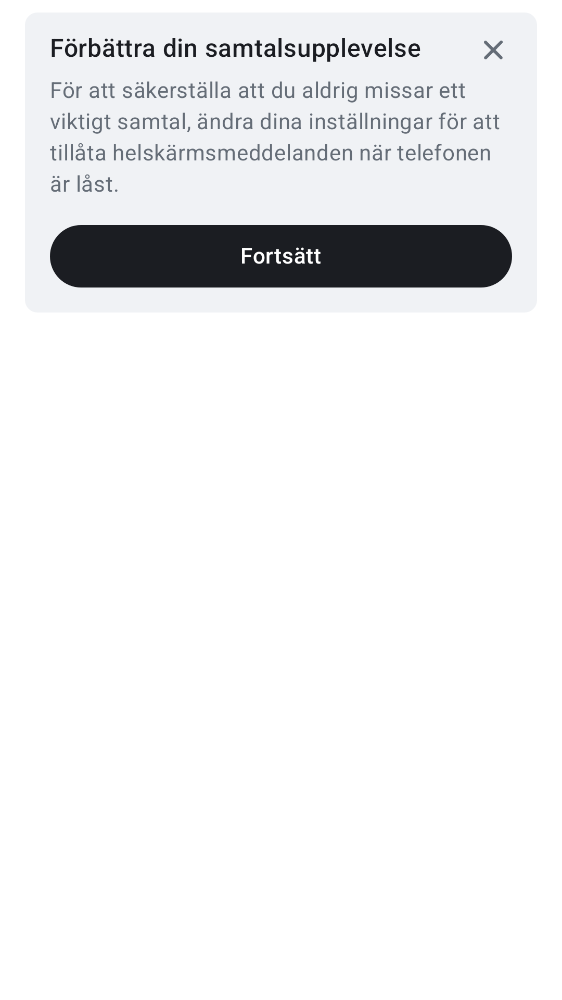 Förbättra din samtalsupplevelse
För att säkerställa att du aldrig missar ett
viktigt samtal, ändra dina inställningar för att
tillåta helskärmsmeddelanden när telefonen
är låst.
Fortsätt